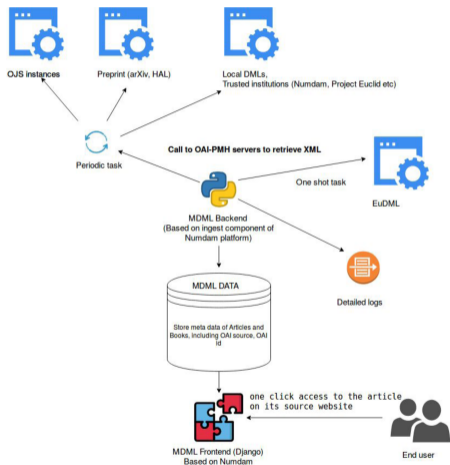 OJS instances
Preprint (arXiv, HAL)
Local DMLs,
Trusted institutions (Numdam, Project Euclid etc)
Call to OAI-PMH servers to retrieve XML
Periodic task
One shot task
EuDML
MDML Backend
(Based on ingest component of
Numdam platform)
Detailed logs
MDML DATA
Store meta data of Articles and
Books, including OAI source, OAI
id
one click access to the article
on its source website
MDML Frontend (Django)
Based on Numdam
End user